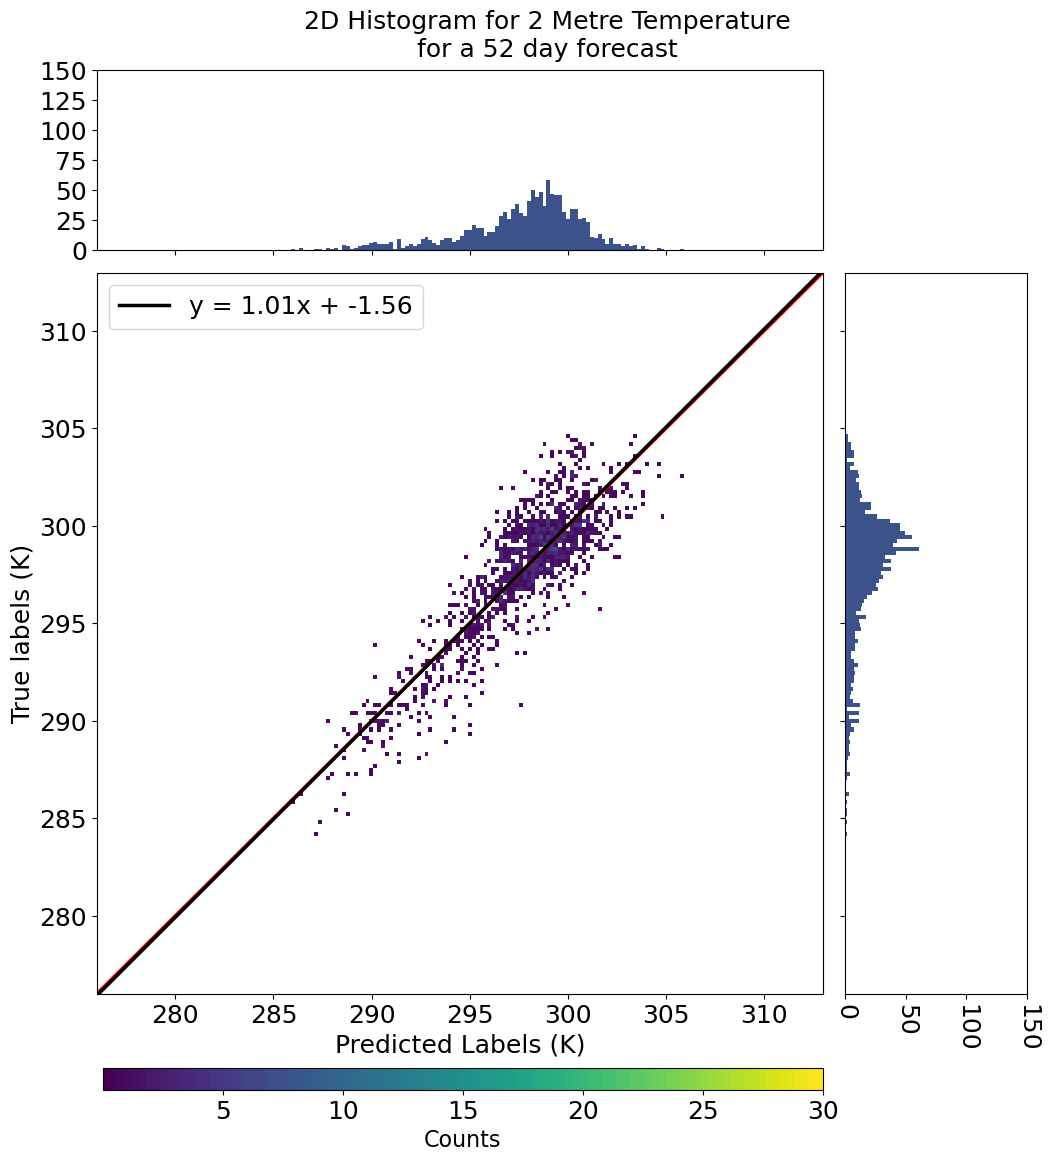 2D Histogram for 2 Metre Temperature
for a 52 day forecast
150
125
100
75
50
25
0
y = 1.01x + -1.56
310
305
300
295
290
285
280
True labels (K)
280 285 290 295 300 305 310
Predicted Labels (K)
0 50 100 150
5 10 15 20 25 30
Counts